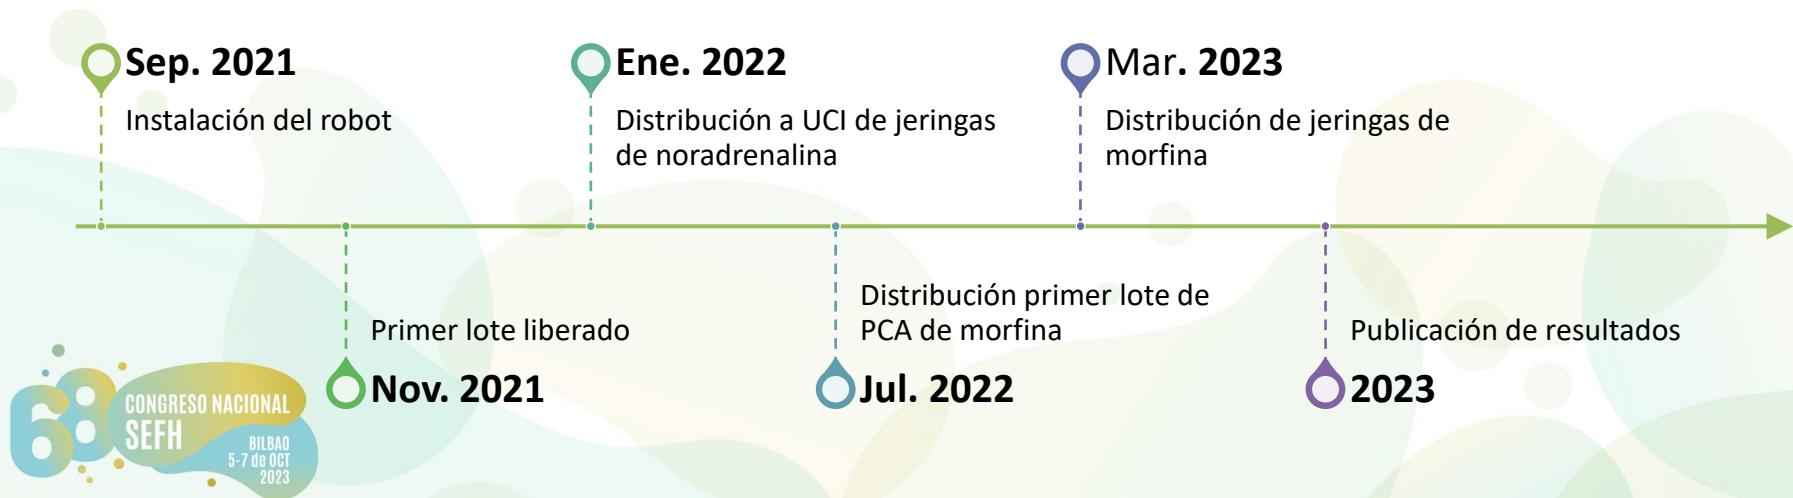 Sep. 2021
Instalación del robot
Ene. 2022
Distribución a UCI de jeringas
de noradrenalina
Mar. 2023
Distribución de jeringas de
morfina
Primer lote liberado
Nov. 2021
Distribución primer lote de
PCA de morfina
Jul. 2022
Publicación de resultados
2023
68
CONGRESO NACIONAL
SEFH
BILBAO
5-7 de OCT
2023